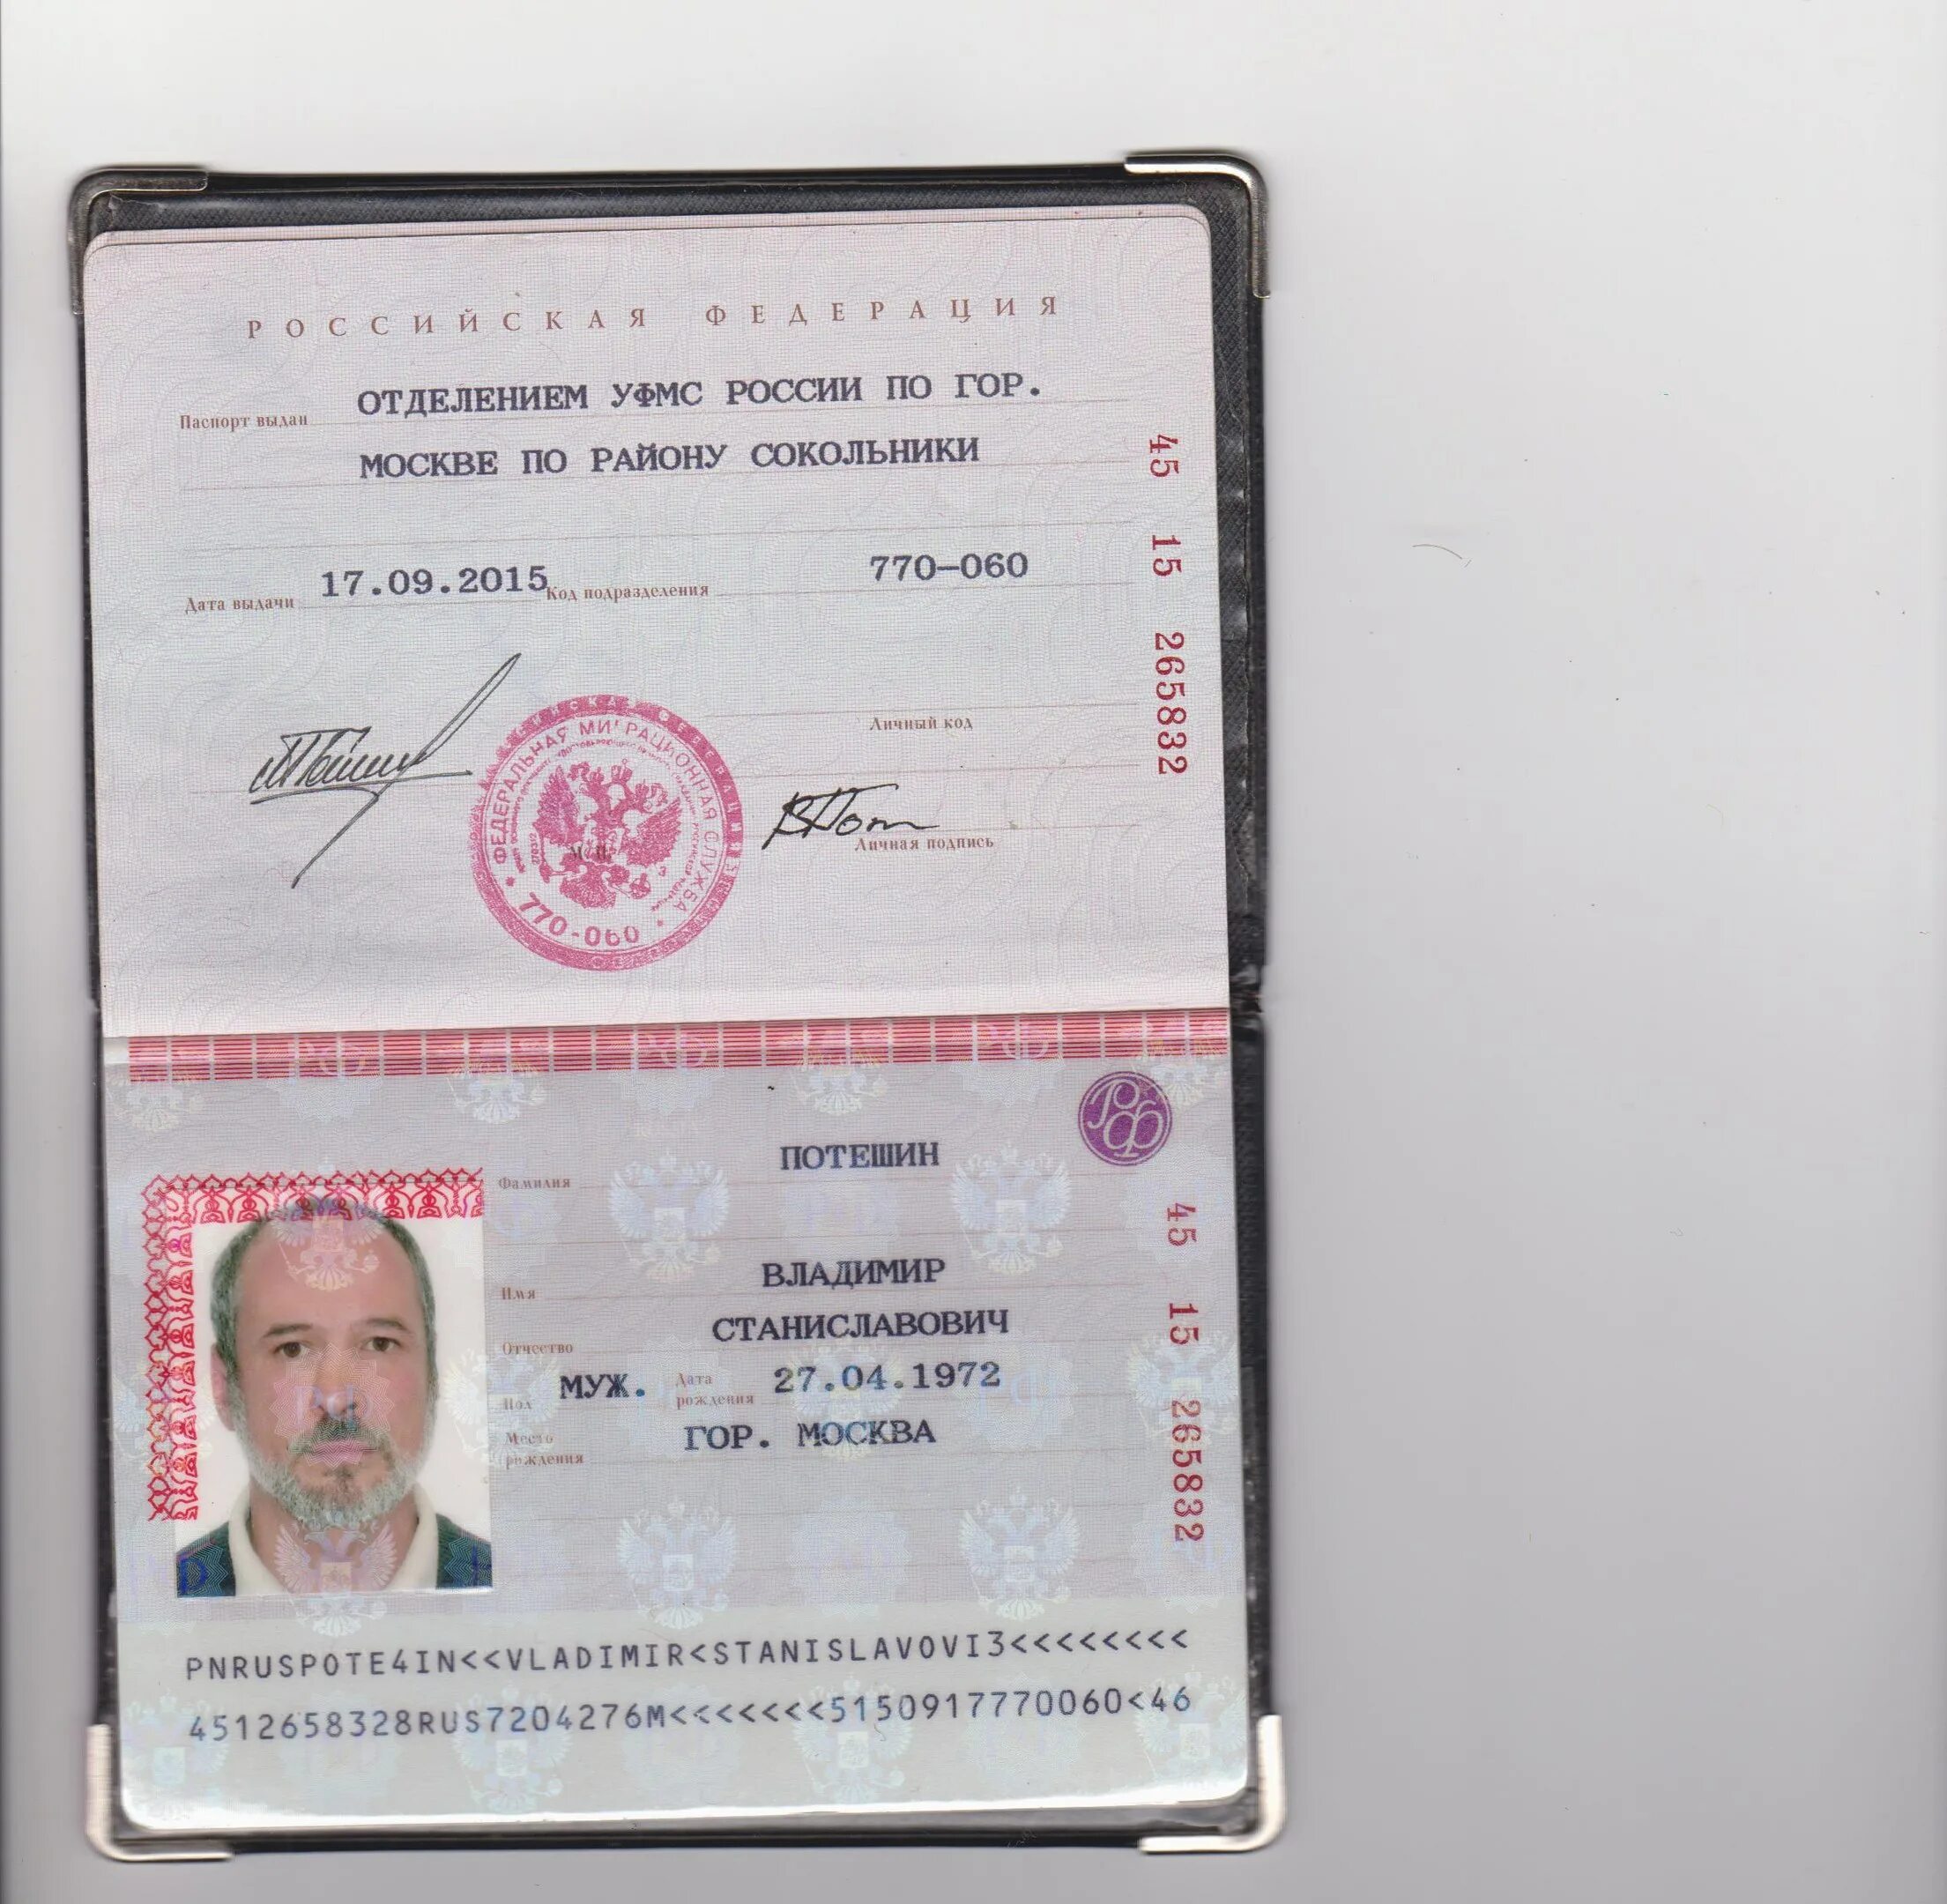 РОССИЙСКАЯ ФЕДЕРАЦИЯ
Паспорт выдан ОТДЕЛЕНИЕМ УФМС РОССИИ ПО ГОР.
МОСКВЕ ПО РАЙОНУ СОКОЛЬНИКИ
Дата выдачи 17.09.2015 Код подразделения 770-060
45 15 265832
Личный код
Личная подпись
ФЕДЕРАЛЬНАЯ МИГРАЦИОННАЯ СЛУЖБА
М.П.
770-060
РФ
Фамилия ПОТЕШИН
Имя ВЛАДИМИР
Отчество СТАНИСЛАВОВИЧ
Пол МУЖ. Дата рождения 27.04.1972
Место рождения ГОР. МОСКВА
45 15 265832
PNRUSPOTE4IN<<VLADIMIR<STANISLAVOVI3<<<<<<<<
4512658328RUS7204276M<<<<<<<5150917770060<46